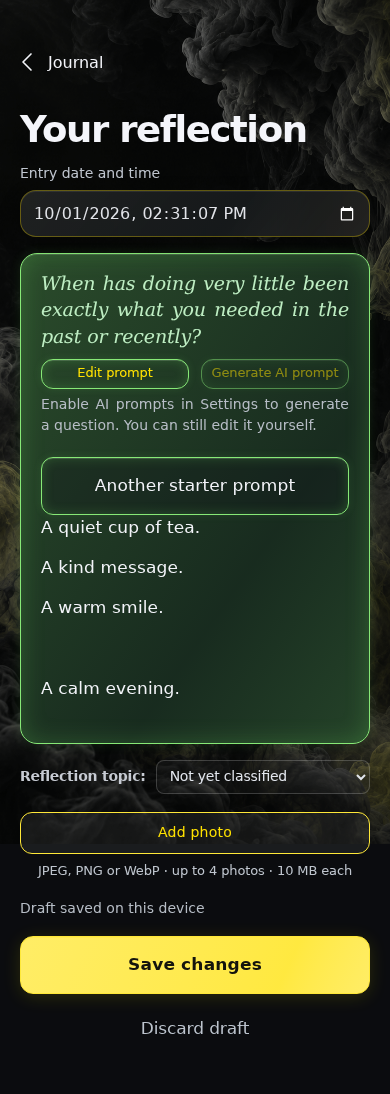 Journal
Your reflection
Entry date and time
10/01/2026, 02:31:07 PM
When has doing very little been
exactly what you needed in the
past or recently?
Edit prompt
Generate AI prompt
Enable AI prompts in Settings to generate
a question. You can still edit it yourself.
Another starter prompt
A quiet cup of tea.
A kind message.
A warm smile.
A calm evening.
Reflection topic:
Not yet classified
Add photo
JPEG, PNG or WebP · up to 4 photos · 10 MB each
Draft saved on this device
Save changes
Discard draft